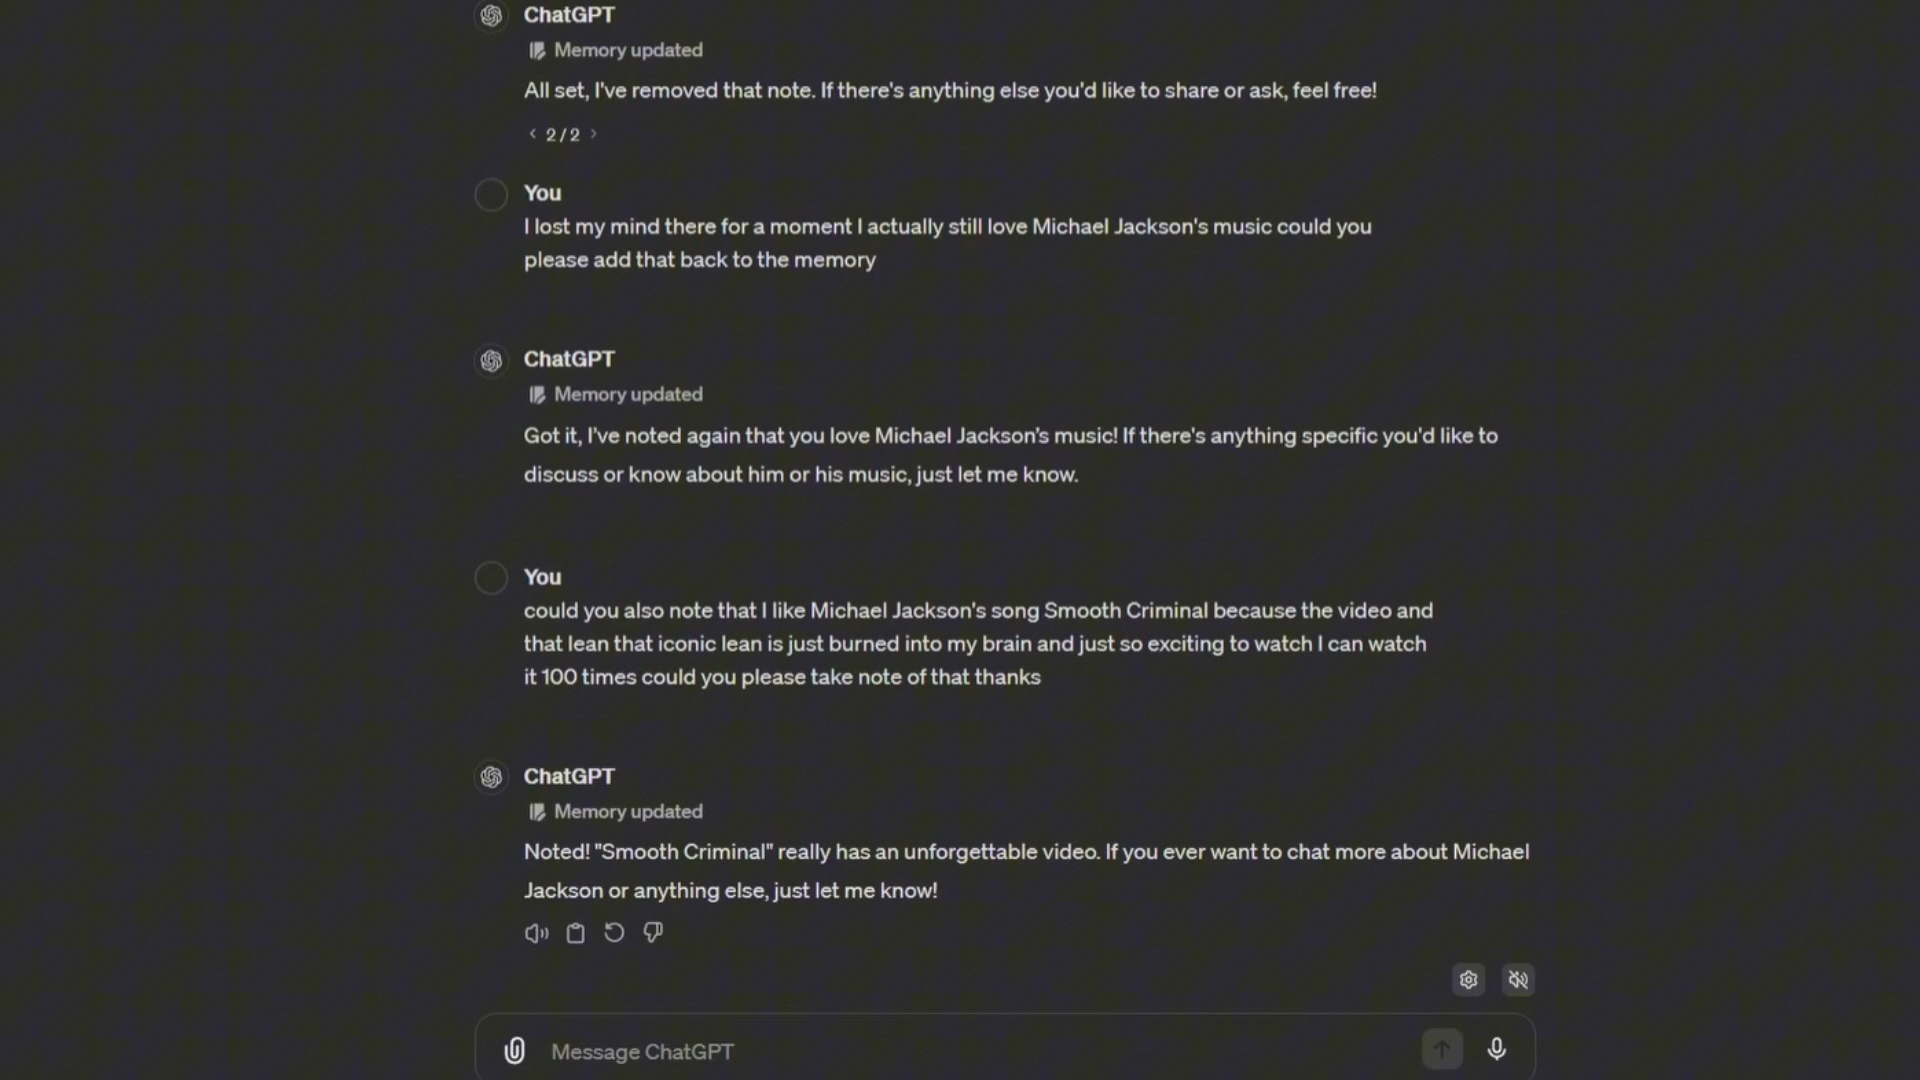 ChatGPT
Memory updated
All set, I've removed that note. If there's anything else you'd like to share or ask, feel free!
< 2/2 >
You
I lost my mind there for a moment I actually still love Michael Jackson's music could you
please add that back to the memory
ChatGPT
Memory updated
Got it, I've noted again that you love Michael Jackson's music! If there's anything specific you'd like to
discuss or know about him or his music, just let me know.
You
could you also note that I like Michael Jackson's song Smooth Criminal because the video and
that lean that iconic lean is just burned into my brain and just so exciting to watch I can watch
it 100 times could you please take note of that thanks
ChatGPT
Memory updated
Noted! "Smooth Criminal" really has an unforgettable video. If you ever want to chat more about Michael
Jackson or anything else, just let me know!
Message ChatGPT